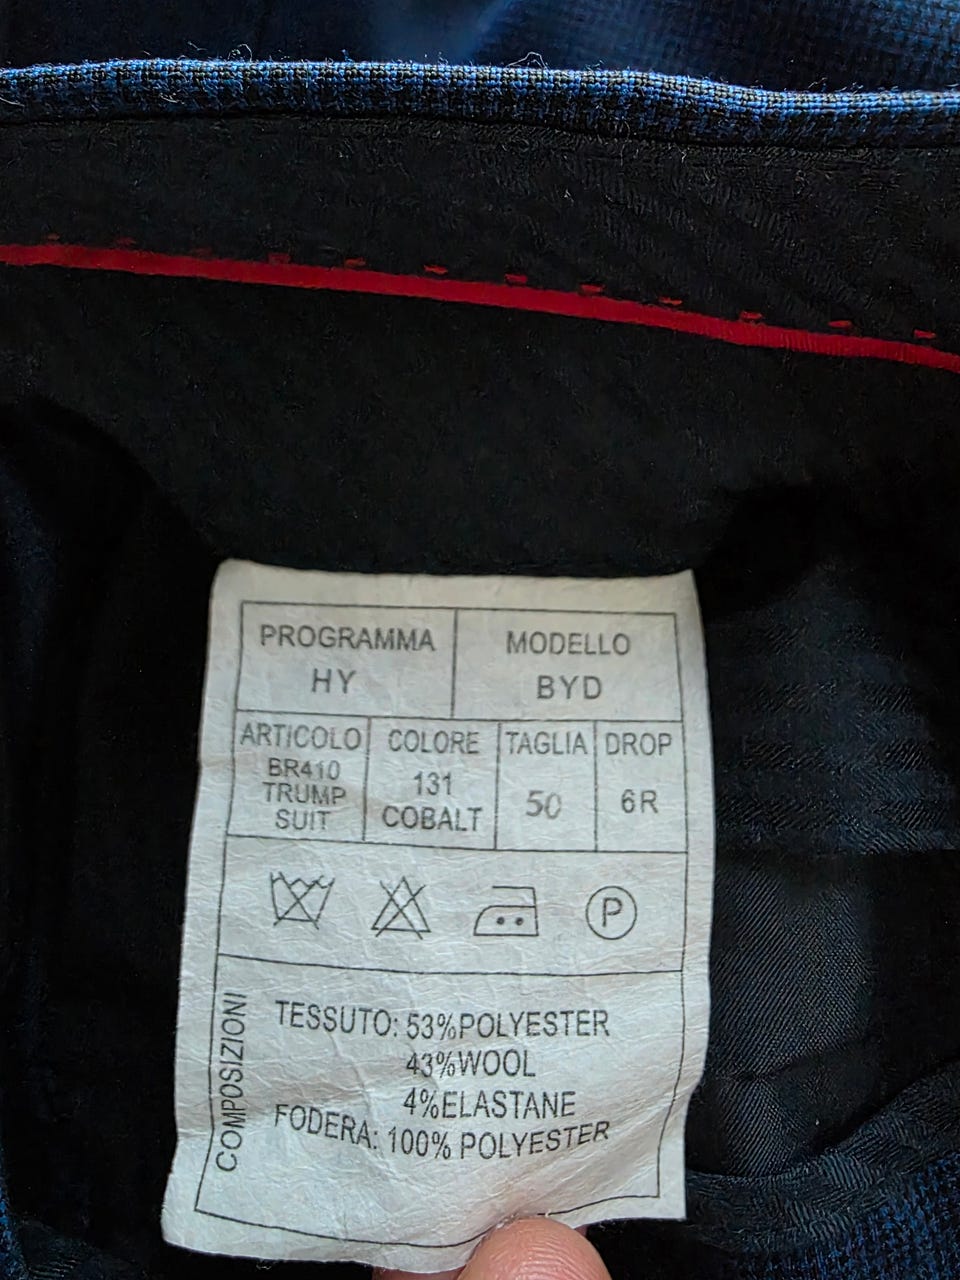 PROGRAMMA
HY
MODELLO
BYD
ARTICOLO
BR410
TRUMP
SUIT
COLORE
131
COBALT
TAGLIA
50
DROP
6R
P
COMPOSIZIONI
TESSUTO: 53%POLYESTER
43%WOOL
4%ELASTANE
FODERA: 100% POLYESTER